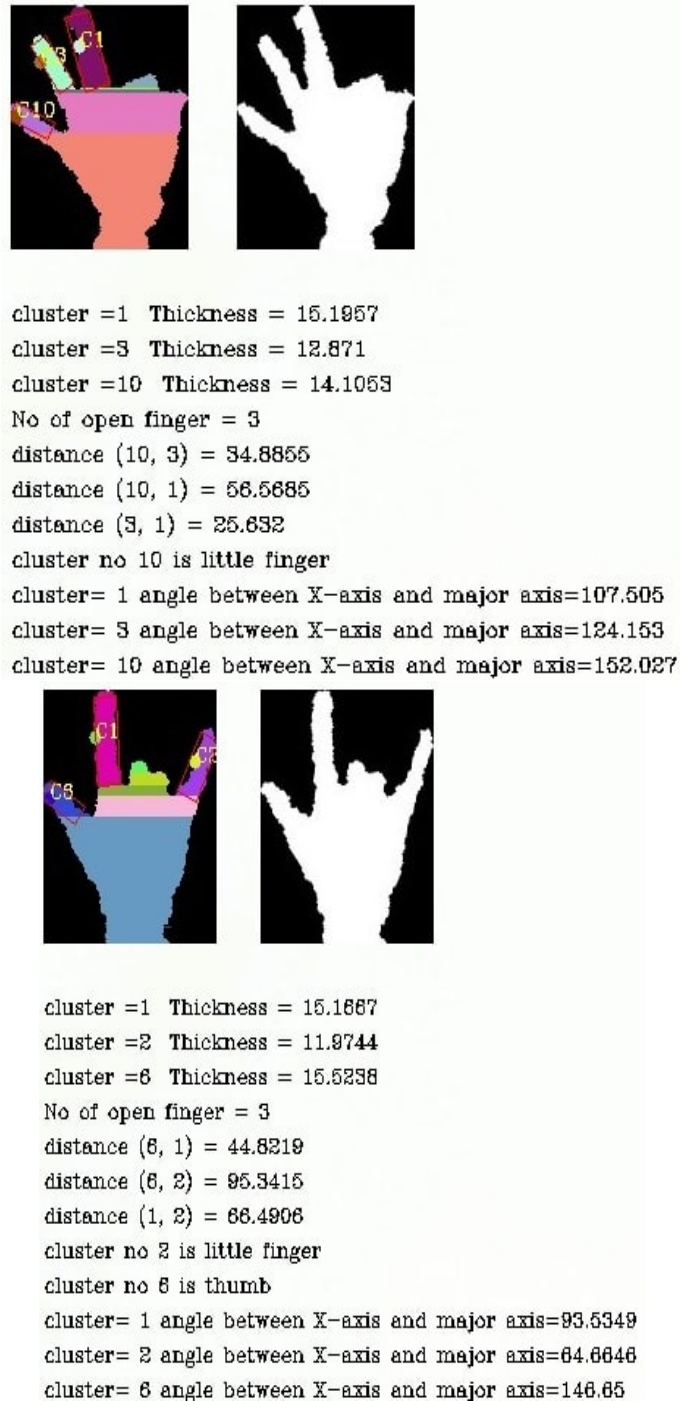 C1
C3
C10
cluster =1 Thickness = 15.1957
cluster =3 Thickness = 12.871
cluster =10 Thickness = 14.1053
No of open finger = 3
distance (10, 3) = 34.8855
distance (10, 1) = 56.5685
distance (3, 1) = 25.632
cluster no 10 is little finger
cluster= 1 angle between X-axis and major axis=107.505
cluster= 3 angle between X-axis and major axis=124.153
cluster= 10 angle between X-axis and major axis=152.027
C1
C2
C6
cluster =1 Thickness = 15.1667
cluster =2 Thickness = 11.9744
cluster =6 Thickness = 15.5238
No of open finger = 3
distance (6, 1) = 44.8219
distance (6, 2) = 95.3415
distance (1, 2) = 66.4906
cluster no 2 is little finger
cluster no 6 is thumb
cluster= 1 angle between X-axis and major axis=93.5349
cluster= 2 angle between X-axis and major axis=64.6646
cluster= 6 angle between X-axis and major axis=146.65